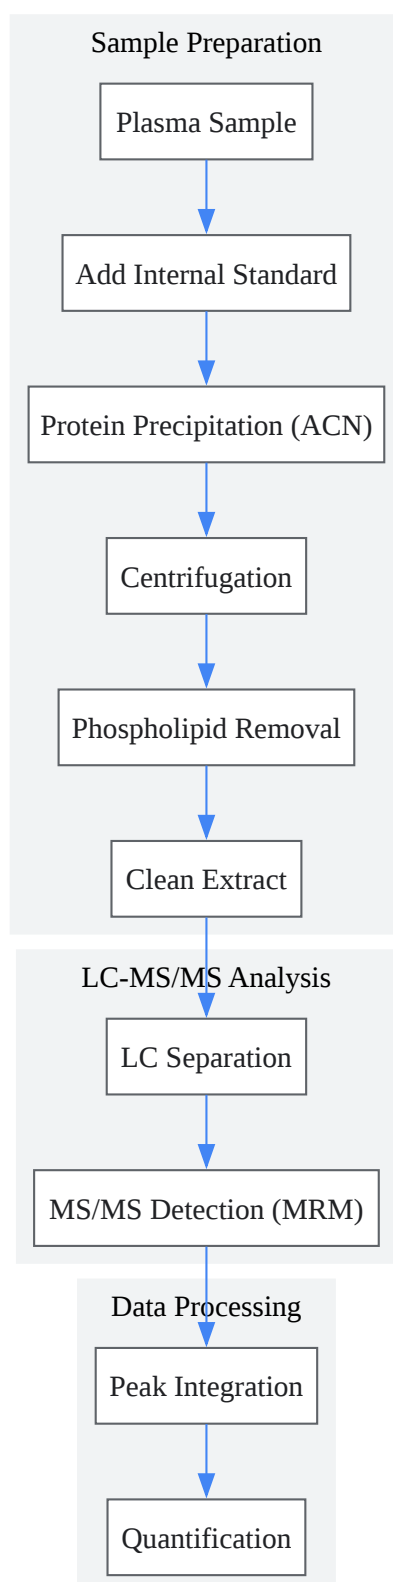 Sample Preparation
Plasma Sample
Add Internal Standard
Protein Precipitation (ACN)
Centrifugation
Phospholipid Removal
Clean Extract
LC-MS/MS Analysis
LC Separation
MS/MS Detection (MRM)
Data Processing
Peak Integration
Quantification